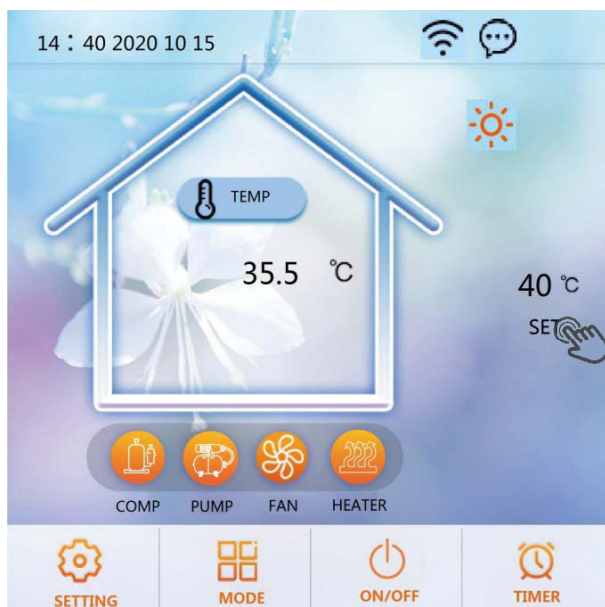 14：40 2020 10 15
TEMP
35.5 ℃
40 ℃
SET
COMP PUMP FAN HEATER
SETTING MODE ON/OFF TIMER